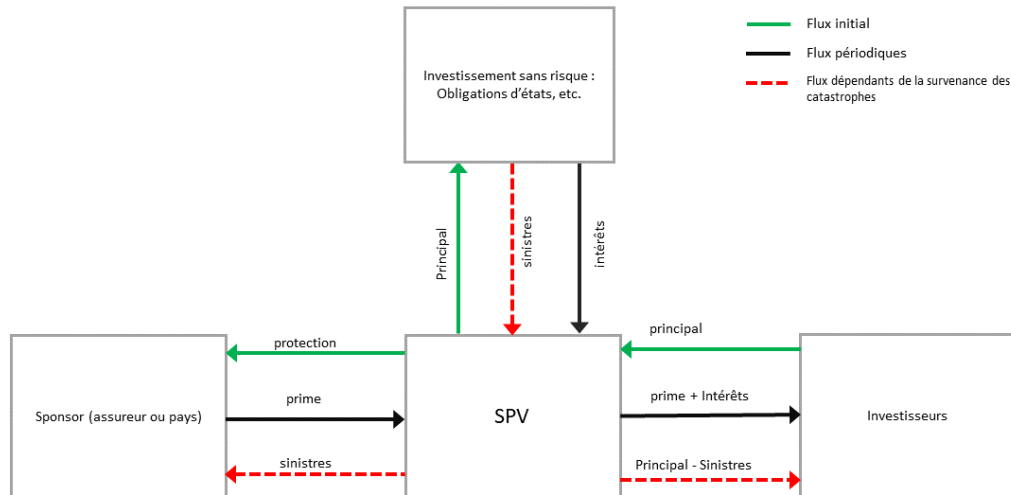 Flux initial
Flux périodiques
Flux dépendants de la survenance des
catastrophes
Investissement sans risque :
Obligations d'états, etc.
Principal
sinistres
intérêts
protection
principal
prime
prime + Intérêts
Sponsor (assureur ou pays)
SPV
Investisseurs
sinistres
Principal - Sinistres